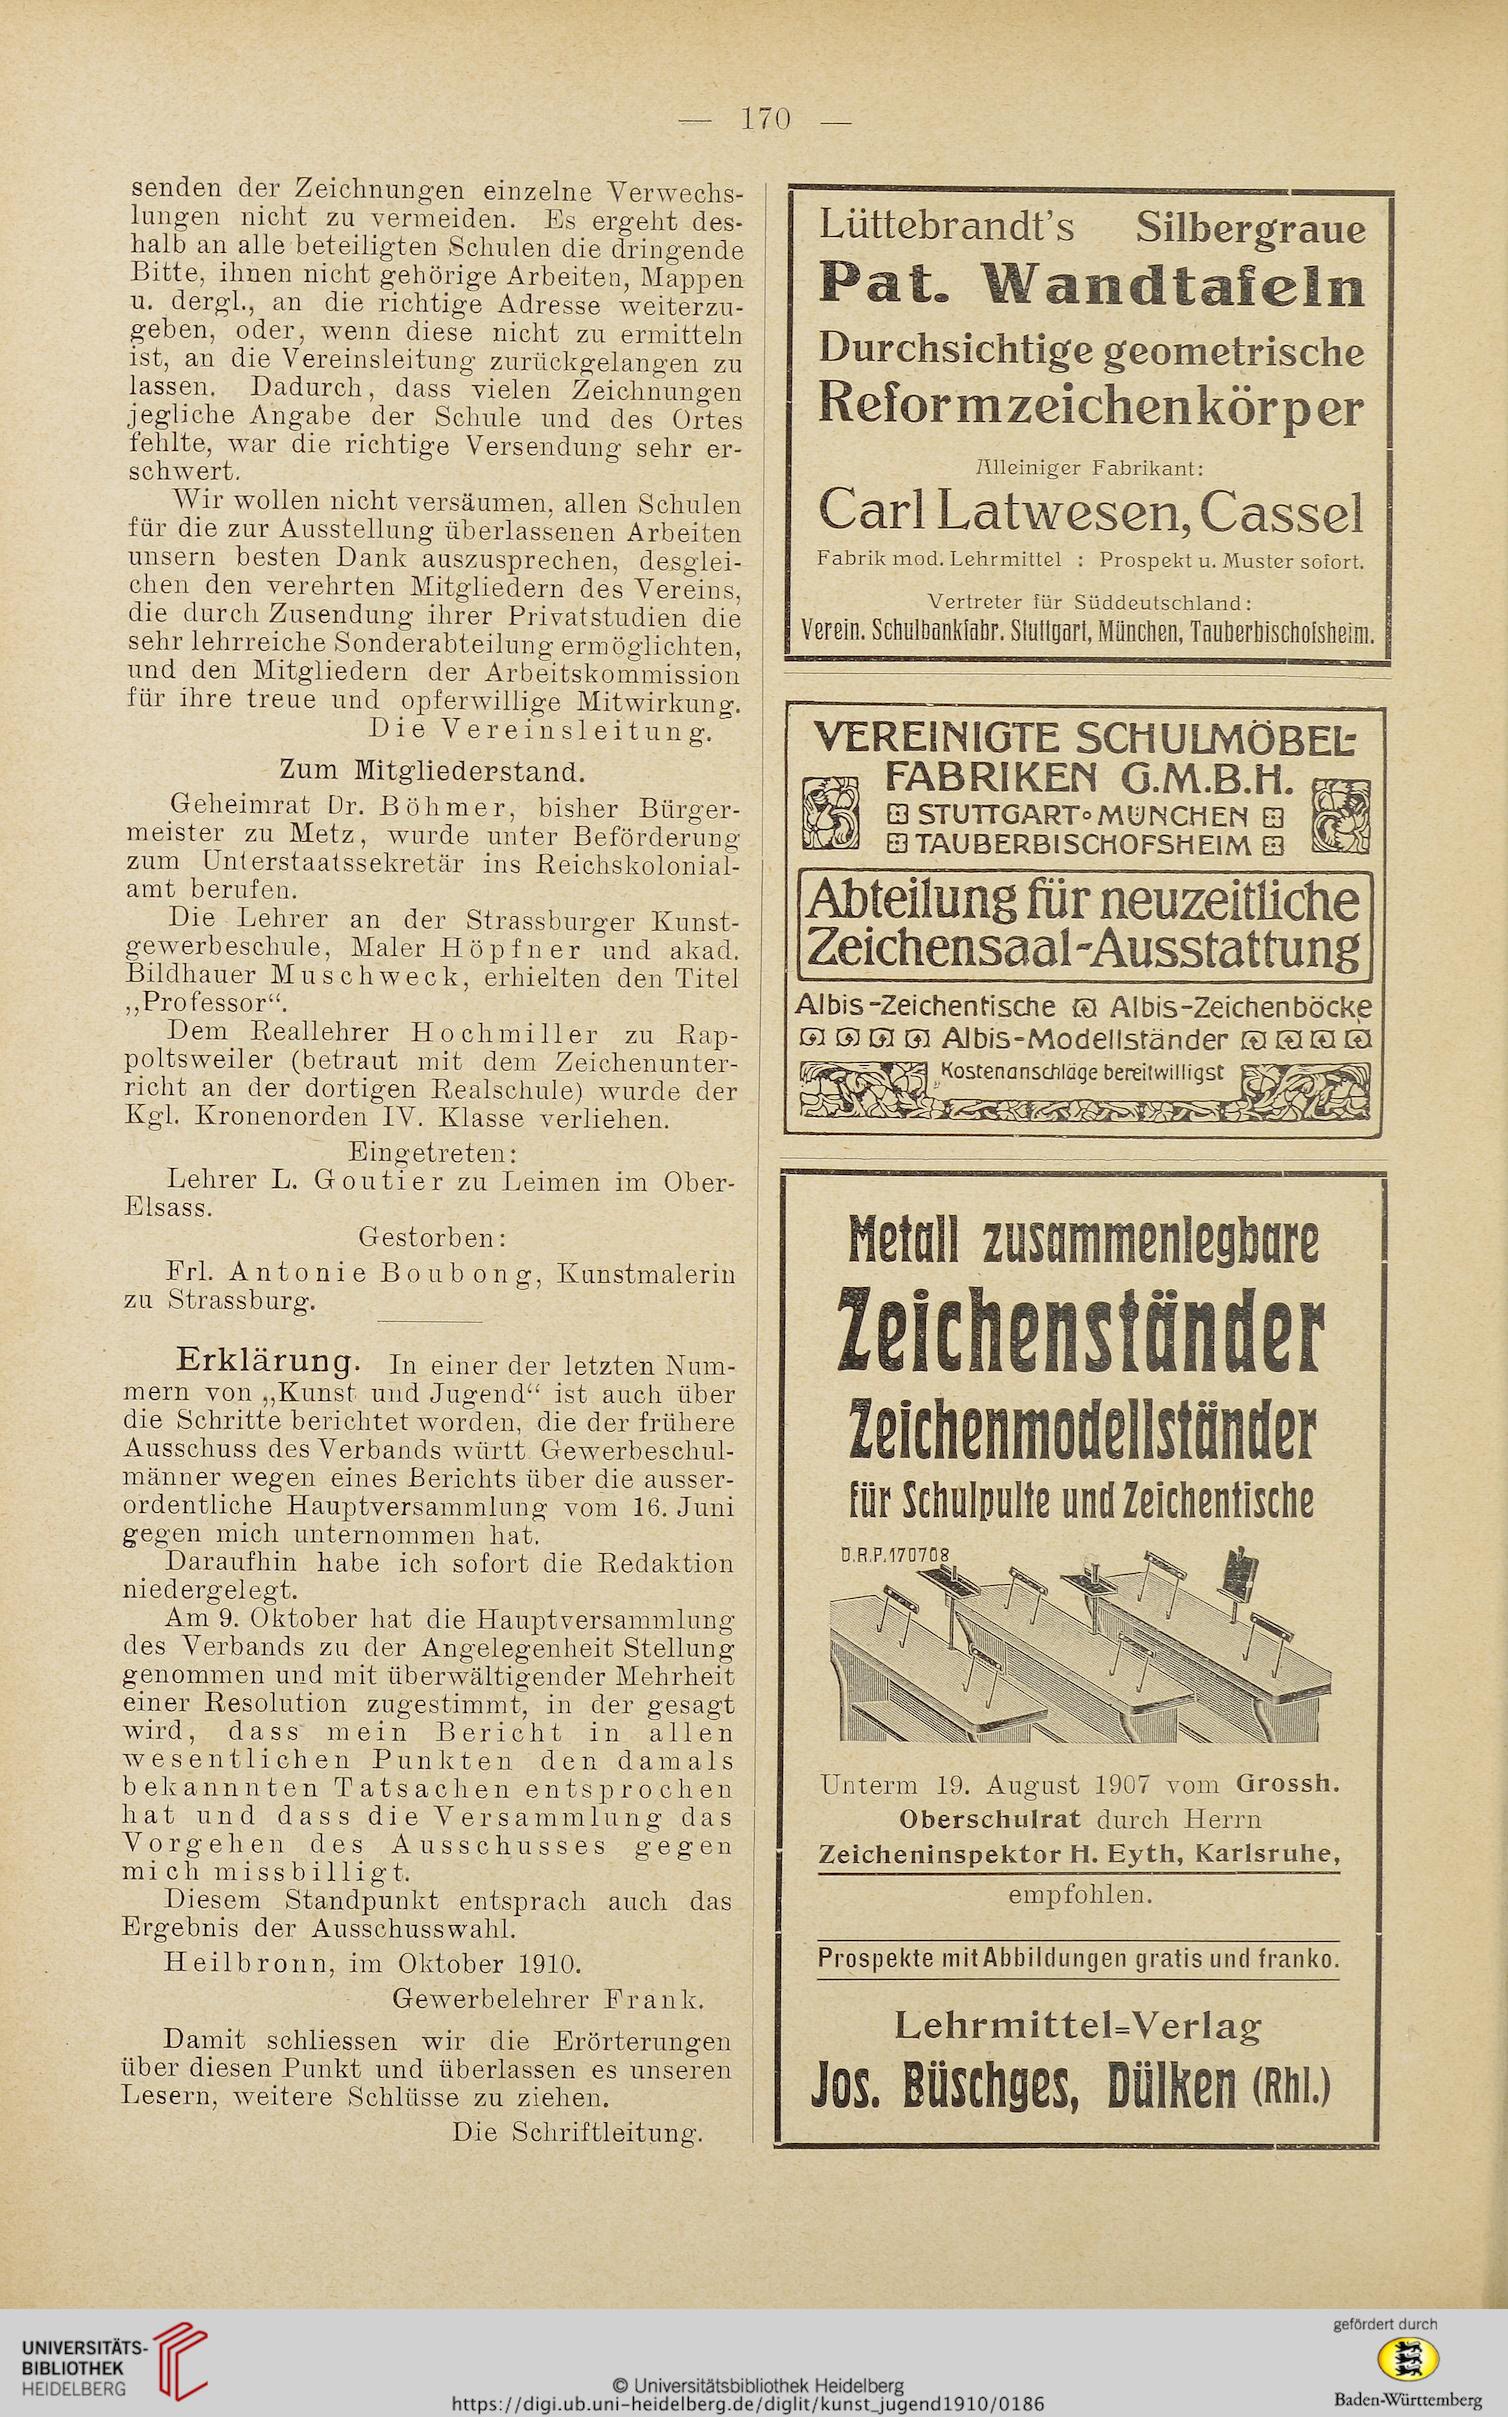 — 170 —
senden der Zeichnungen einzelne Verwechs-
lungen nicht zu vermeiden. Es ergeht des-
halb an alle beteiligten Schulen die dringende
Bitte, ihnen nicht gehörige Arbeiten, Mappen
u. dergl., an die richtige Adresse weiterzu-
geben, oder, wenn diese nicht zu ermitteln
ist, an die Vereinsleitung zurückgelangen zu
lassen. Dadurch, dass vielen Zeichnungen
jegliche Angabe der Schule und des Ortes
fehlte, war die richtige Versendung sehr er-
schwert.
Wir wollen nicht versäumen, allen Schulen
für die zur Ausstellung überlassenen Arbeiten
unsern besten Dank auszusprechen, desglei-
chen den verehrten Mitgliedern des Vereins,
die durch Zusendung ihrer Privatstudien die
sehr lehrreiche Sonderabteilung ermöglichten,
und den Mitgliedern der Arbeitskommission
für ihre treue und opferwillige Mitwirkung.
Die Vereinsleitung.
Zum Mitgliederstand.
Geheimrat Dr. Böhmer, bisher Bürger-
meister zu Metz, wurde unter Beförderung
zum Unterstaatssekretär ins Reichskolonial-
amt berufen.
Die Lehrer an der Strassburger Kunst-
gewerbeschule, Maler Höpfner und akad.
Bildhauer Muschweck, erhielten den Titel
„Professor“.
Dem Reallehrer Hochmiller zu Rap-
poltsweiler (betraut mit dem Zeichenunter-
richt an der dortigen Realschule) wurde der
Kgl. Kronenorden IV. Klasse verliehen.
Eingetreten:
Lehrer L. Goutier zu Leimen im Ober-
Elsass.
Gestorben:
Frl. Antonie Boubong, Kunstmalerin
zu Strassburg.
Erklärung. In einer der letzten Num-
mern von „Kunst und Jugend“ ist auch über
die Schritte berichtet worden, die der frühere
Ausschuss des Verbands württ. Gewerbeschul-
männer wegen eines Berichts über die ausser-
ordentliche Hauptversammlung vom 16. Juni
gegen mich unternommen hat.
Daraufhin habe ich sofort die Redaktion
niedergelegt.
Am 9. Oktober hat die Hauptversammlung
des Verbands zu der Angelegenheit Stellung
genommen und mit überwältigender Mehrheit
einer Resolution zugestimmt, in der gesagt
wird, dass mein Bericht in allen
wesentlichen Punkten den damals
bekannnten Tatsachen entsprochen
hat und dass die Versammlung das
Vorgehen des Ausschusses gegen
mich missbilligt.
Diesem Standpunkt entsprach auch das
Ergebnis der Ausschusswahl.
Heilbronn, im Oktober 1910.
Gewerbelehrer Frank.
Damit schliessen wir die Erörterungen
über diesen Punkt und überlassen es unseren
Lesern, weitere Schlüsse zu ziehen.
Die Schriftleitung.
Lüttebrandt's Silbergraue
Pat. Wandtafeln
Durchsichtige geometrische
Reformzeichenkörper
Alleiniger Fabrikant:
Carl Latwesen, Cassel
Fabrik mod. Lehrmittel : Prospekt u. Muster sofort.
Vertreter für Süddeutschland:
Verein. Schulbankfabr. Stuttgart, München, Tauberbischofsheim.
VEREINIGTE SCHULMÖBEL-
FABRIKEN G.M.B.H.
STUTTGART∘MÜNCHEN
TAUBERBISCHOFSHEIM
Abteilung für neuzeitliche
Zeichensaal-Ausstattung
Albis-Zeichentische Albis-Zeichenböcke
Albis-Modellständer
Kostenanschläge bereitwilligst
Metall zusammenlegbare
Zeichenständer
Zeichenmodellständer
für Schulpulte und Zeichentische
D.R.P. 170708
Unterm 19. August 1907 vom Grossh.
Oberschulrat durch Herrn
Zeicheninspektor H. Eyth, Karlsruhe,
empfohlen.
Prospekte mit Abbildungen gratis und franko.
Lehrmittel=Verlag
Jos. Büschges, Dülken (Rhl.)
UNIVERSITÄTS-
BIBLIOTHEK
HEIDELBERG
© Universitätsbibliothek Heidelberg
https://digi.ub.uni-heidelberg.de/diglit/kunst_jugend1910/0186
gefördert durch
Baden-Württemberg